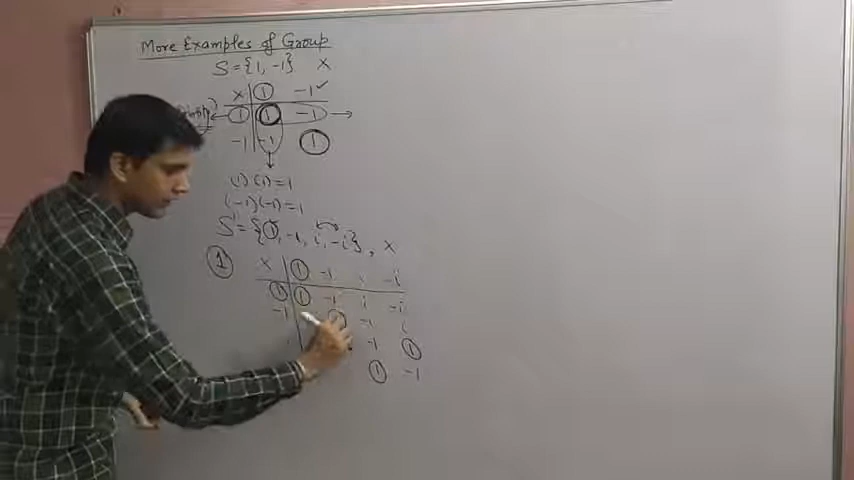 More Examples of Group
S = {1, -1} ×
× 1 -1 ✓
1 1 -1 →
-1 -1 1
(1)(1) = 1
(-1)(-1) = 1
S' = {1, -1, i, -i}, ×
1 × 1 -1 i -i
1 1 -1 i -i
-1 i
-1 1
1 -1